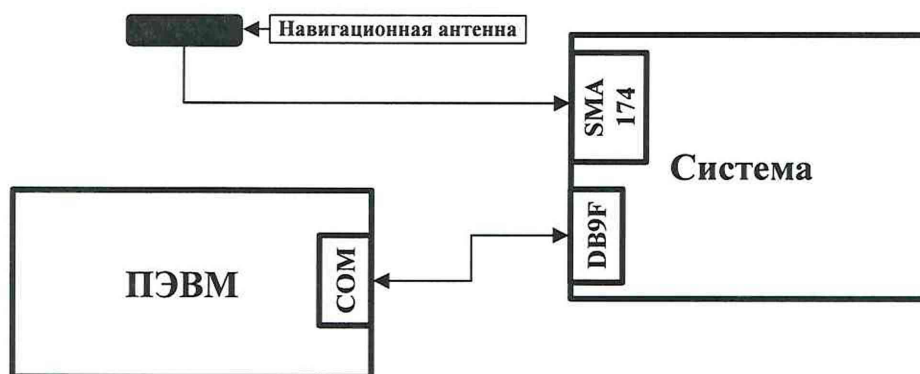 Навигационная антенна
SMA
174
Система
DB9F
ПЭВМ
COM